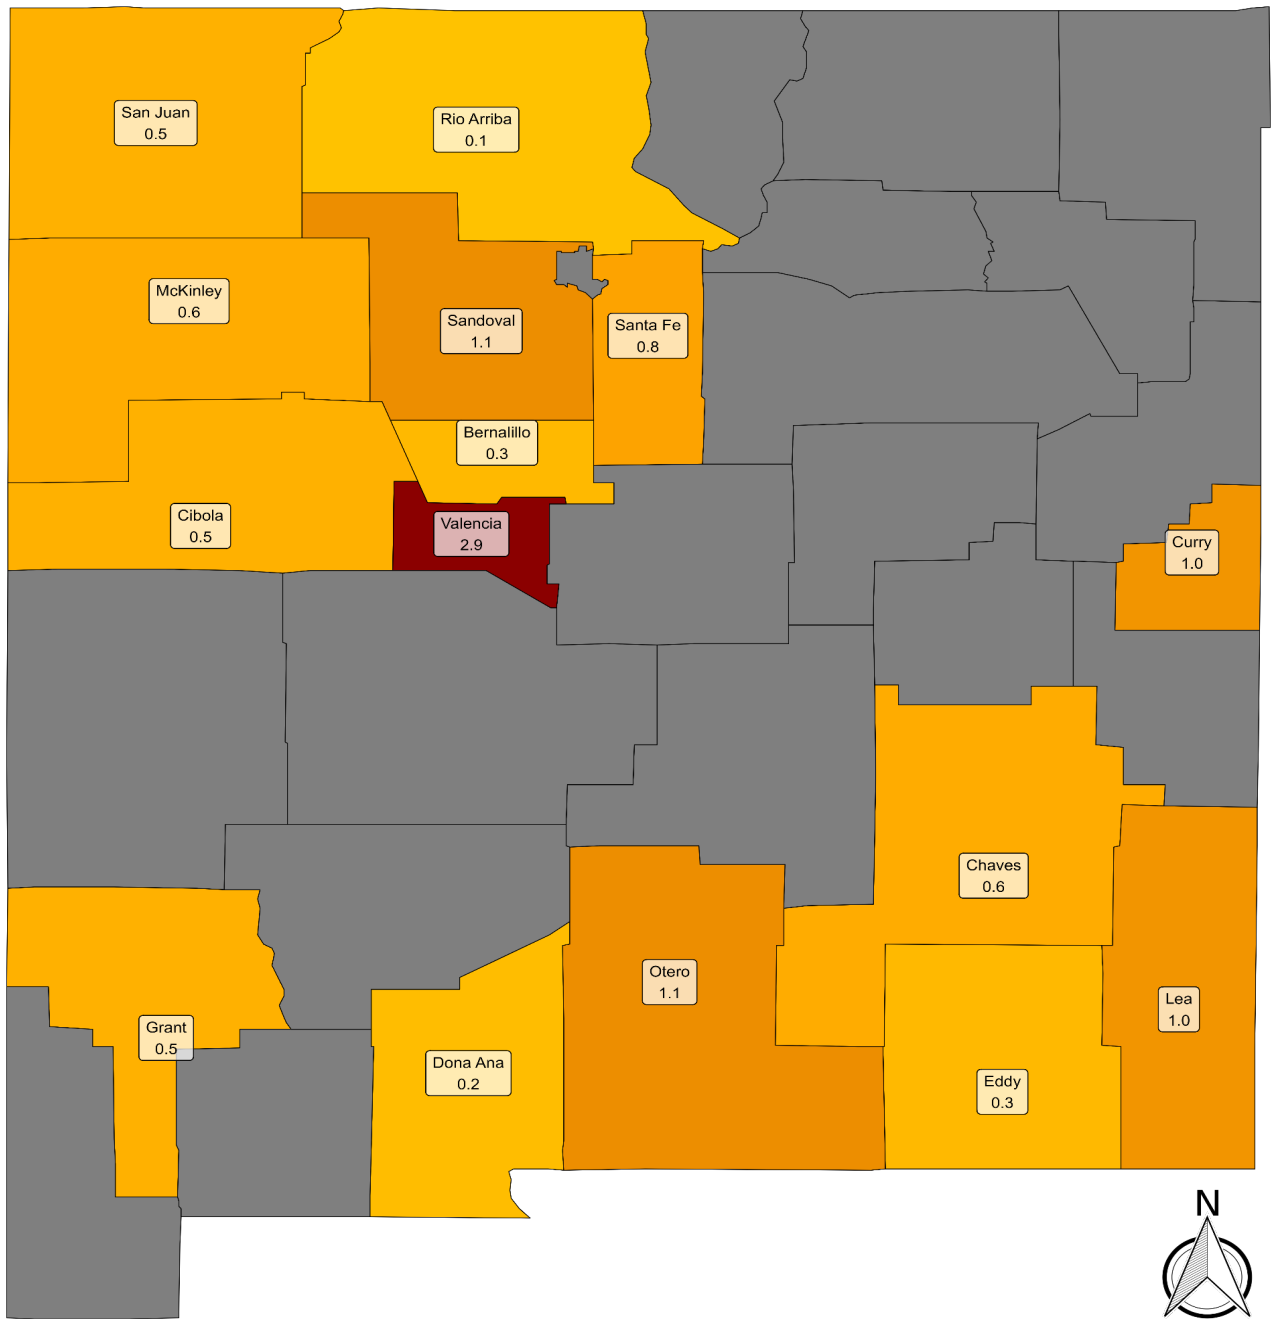 San Juan
0.5
Rio Arriba
0.1
McKinley
0.6
Sandoval
1.1
Santa Fe
0.8
Bernalillo
0.3
Cibola
0.5
Valencia
2.9
Curry
1.0
Chaves
0.6
Otero
1.1
Lea
1.0
Grant
0.5
Dona Ana
0.2
Eddy
0.3
N